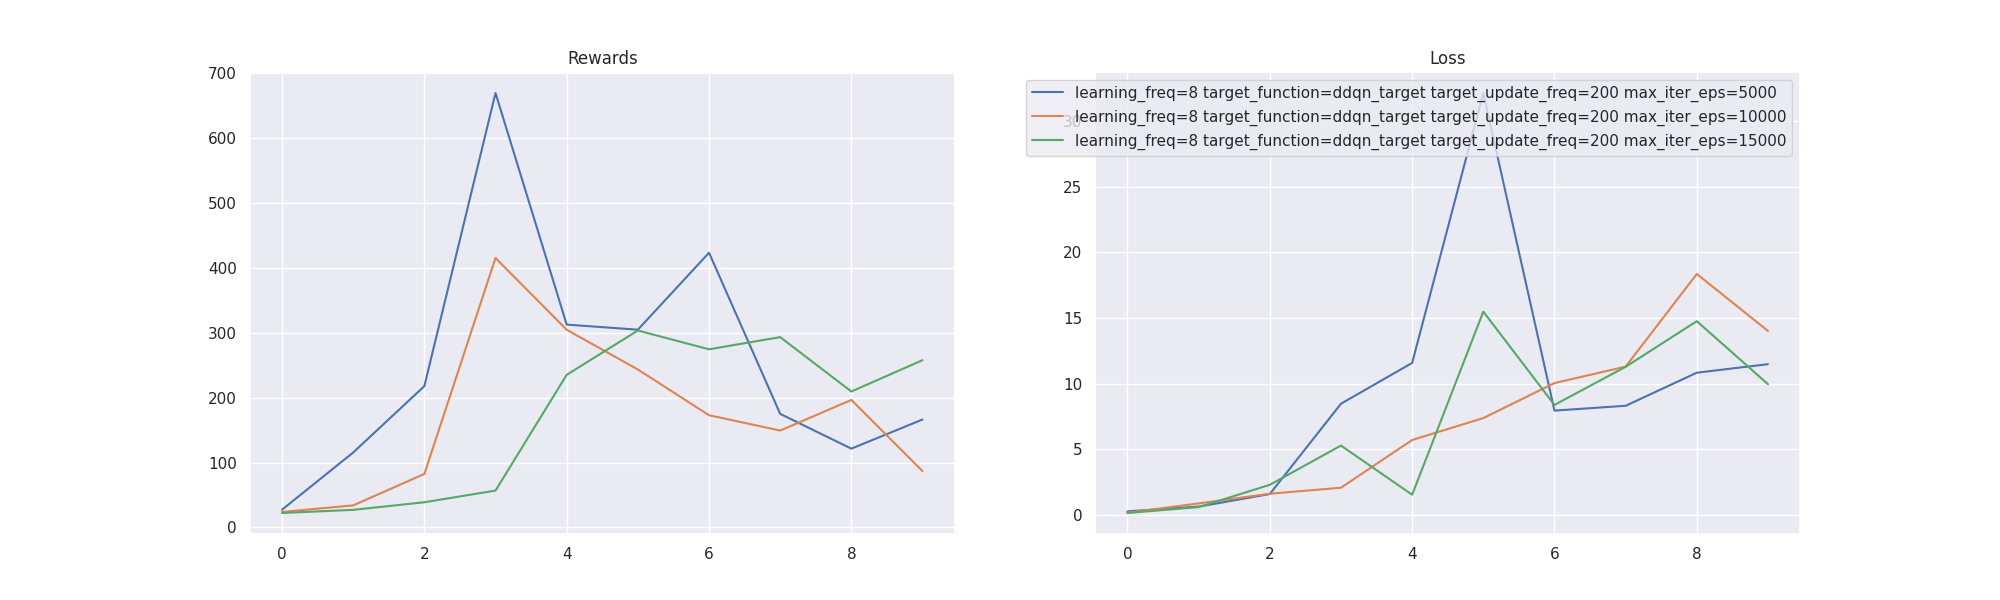 Rewards
700
600
500
400
300
200
100
0
0 2 4 6 8
Loss
learning_freq=8 target_function=ddqn_target target_update_freq=200 max_iter_eps=5000
learning_freq=8 target_function=ddqn_target target_update_freq=200 max_iter_eps=10000
learning_freq=8 target_function=ddqn_target target_update_freq=200 max_iter_eps=15000
30
25
20
15
10
5
0
0 2 4 6 8